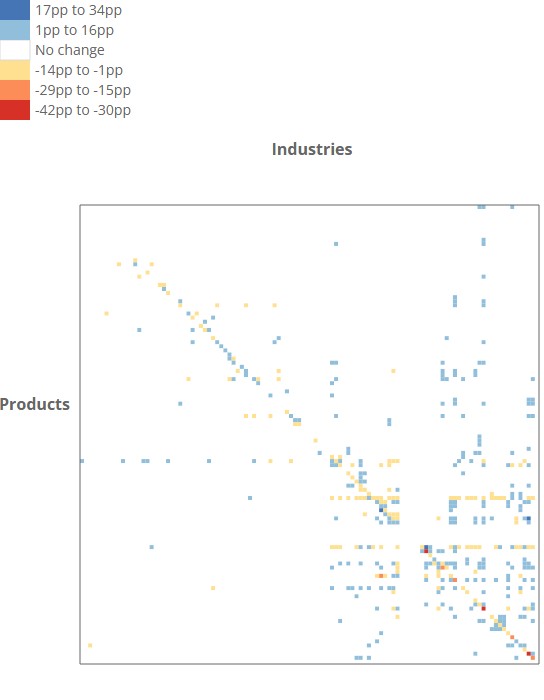 17pp to 34pp
1pp to 16pp
No change
-14pp to -1pp
-29pp to -15pp
-42pp to -30pp
Industries
Products